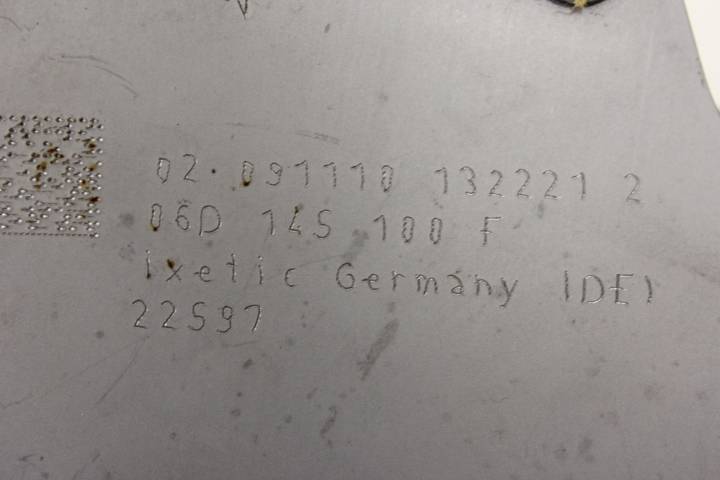 02. 091110 132221 2
06D 145 100 F
ixetic Germany (DE)
22597